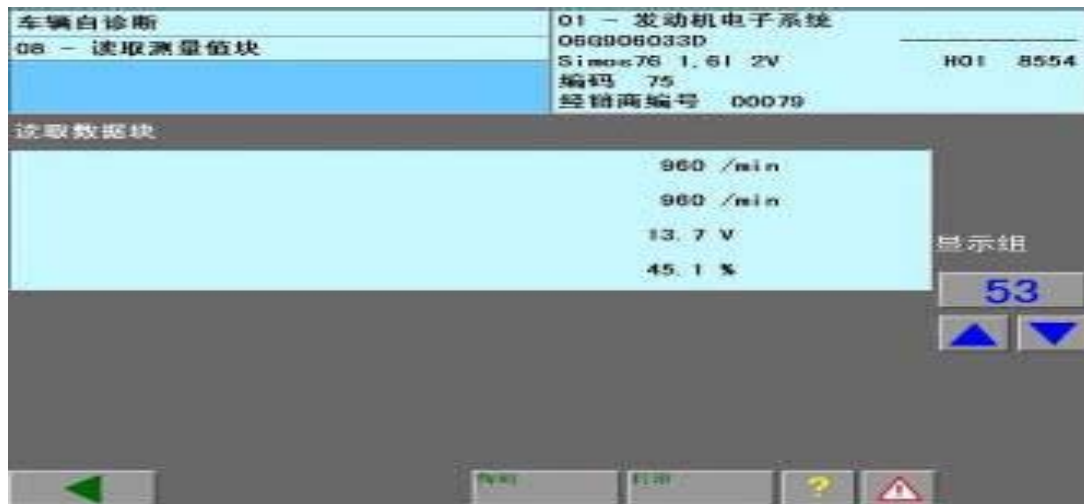 车辆自诊断
08 - 读取测量值块
01 - 发动机电子系统
06G906033D
Simos76 1,6l 2V H01 8554
编码 75
经销商编号 00079
读取数据块
960 /min
960 /min
13.7 V
45.1 %
显示组
53
?